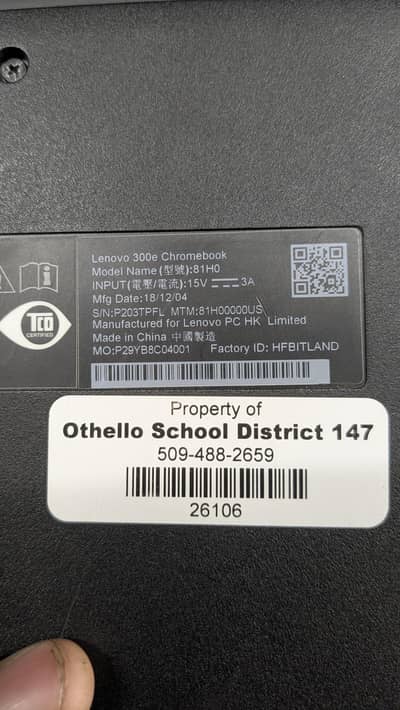 Lenovo 300e Chromebook
Model Name(型號):81H0
INPUT(電壓/電流):15V⎓3A
Mfg Date:18/12/04
S/N:P203TPFL MTM:81H00000US
Manufactured for Lenovo PC HK Limited
Made in China 中國製造
MO:P29YB8C04001 Factory ID: HFBITLAND
TCO
CERTIFIED
Property of
Othello School District 147
509-488-2659
26106